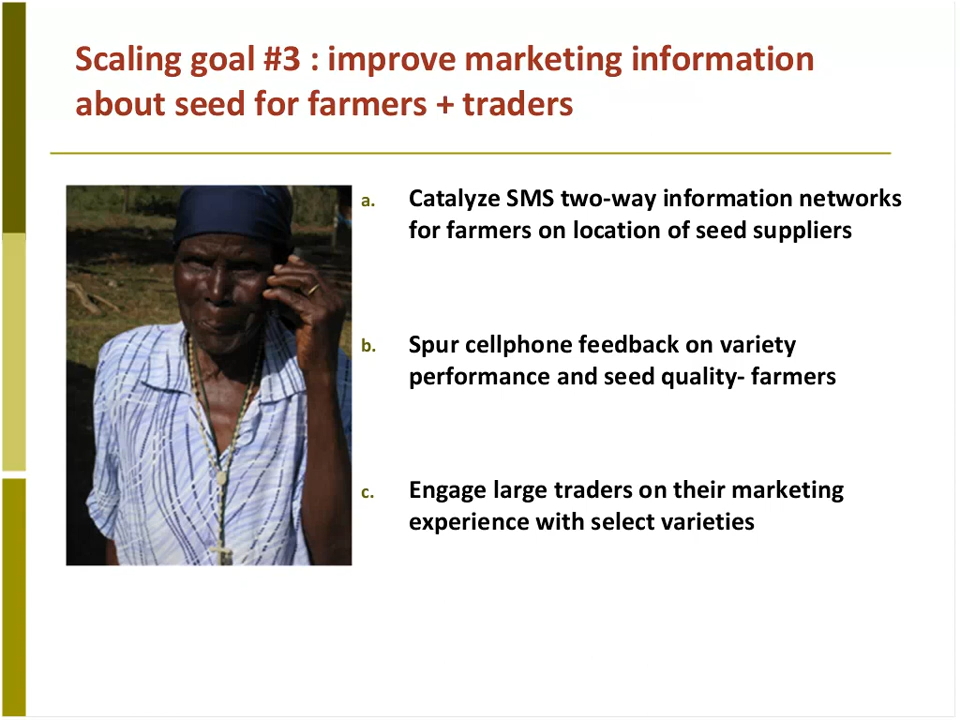 Scaling goal #3 : improve marketing information
about seed for farmers + traders
a. Catalyze SMS two-way information networks
for farmers on location of seed suppliers
b. Spur cellphone feedback on variety
performance and seed quality- farmers
c. Engage large traders on their marketing
experience with select varieties